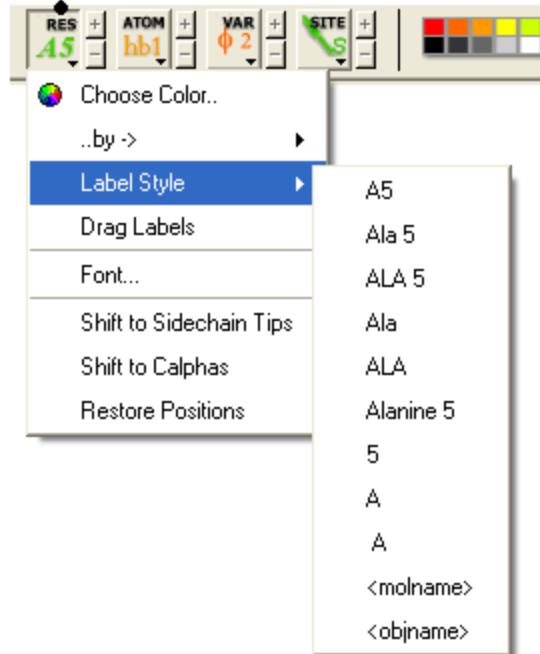 RES + ATOM + VAR + SITE +
A5 - hb1 - ϕ 2 - S -
Choose Color..
..by ->
Label Style
Drag Labels
Font...
Shift to Sidechain Tips
Shift to Calphas
Restore Positions
A5
Ala 5
ALA 5
Ala
ALA
Alanine 5
5
A
A
<molname>
<objname>